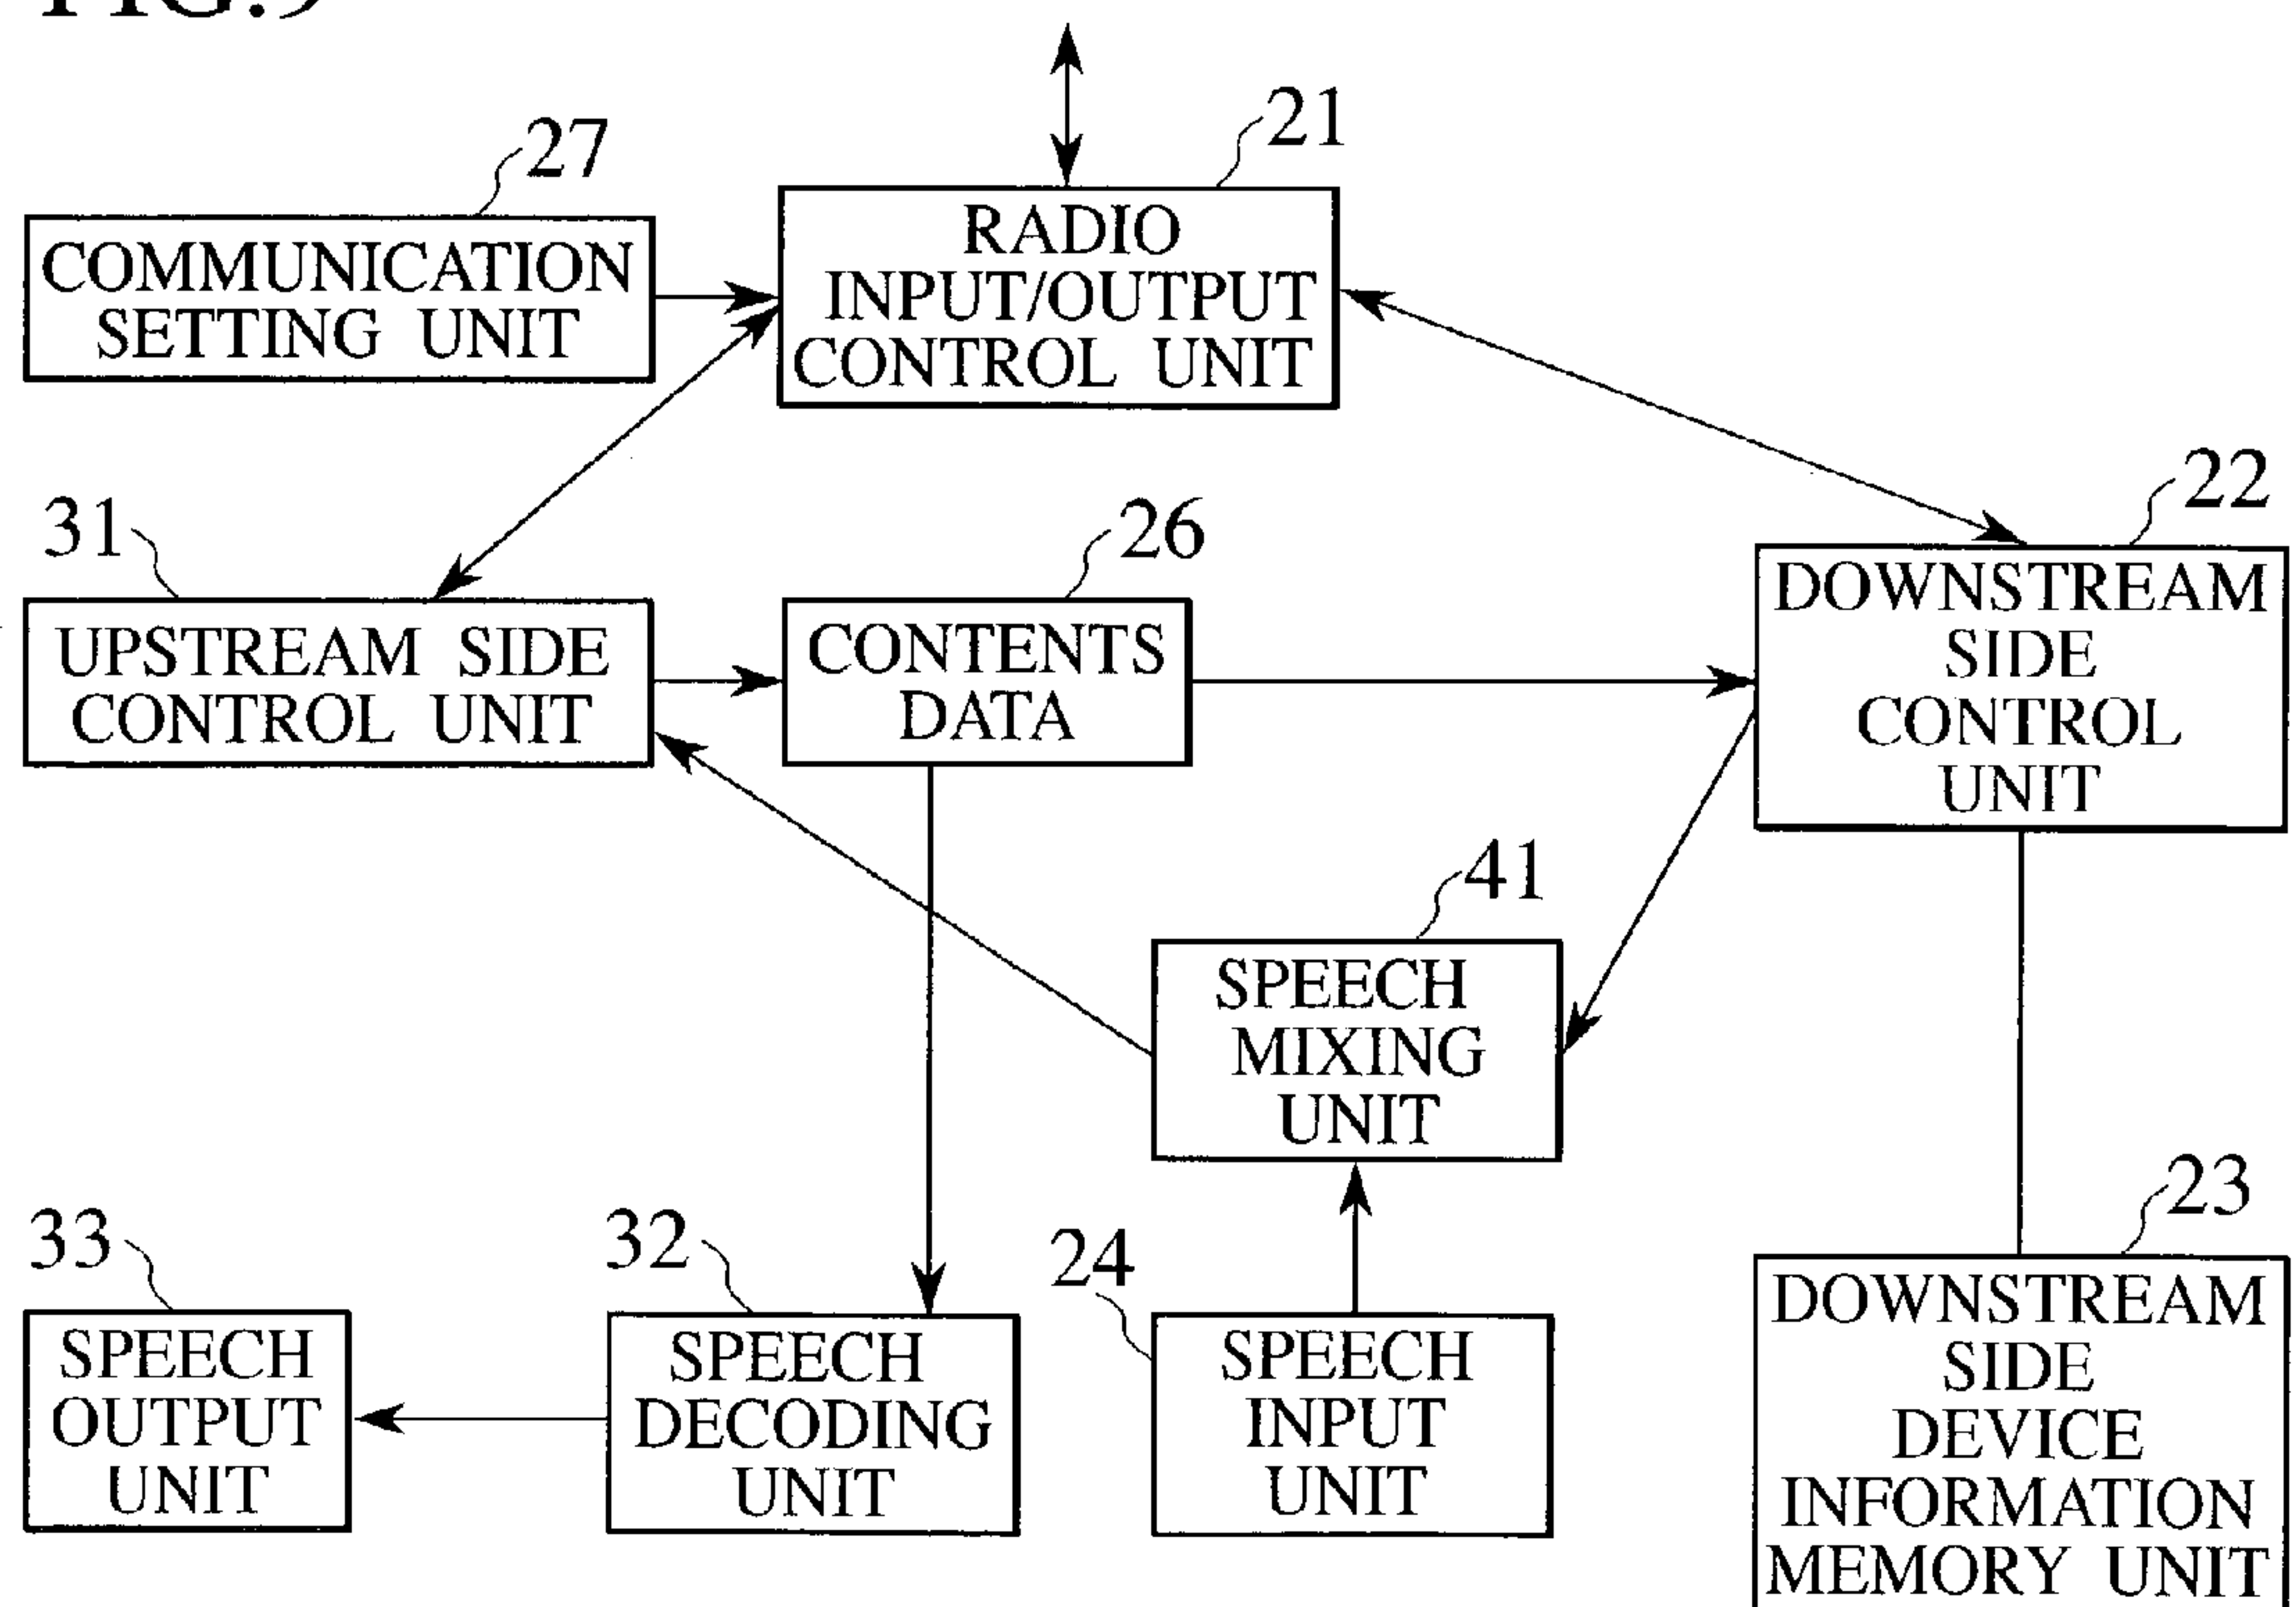 27
21
COMMUNICATION
SETTING UNIT
RADIO
INPUT/OUTPUT
CONTROL UNIT
31
26
22
UPSTREAM SIDE
CONTROL UNIT
CONTENTS
DATA
DOWNSTREAM
SIDE
CONTROL
UNIT
41
SPEECH
MIXING
UNIT
33
32
24
23
SPEECH
OUTPUT
UNIT
SPEECH
DECODING
UNIT
SPEECH
INPUT
UNIT
DOWNSTREAM
SIDE
DEVICE
INFORMATION
MEMORY UNIT